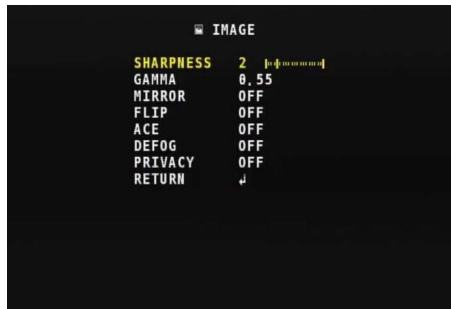 IMAGE
SHARPNESS 2
GAMMA 0.55
MIRROR OFF
FLIP OFF
ACE OFF
DEFOG OFF
PRIVACY OFF
RETURN ↲